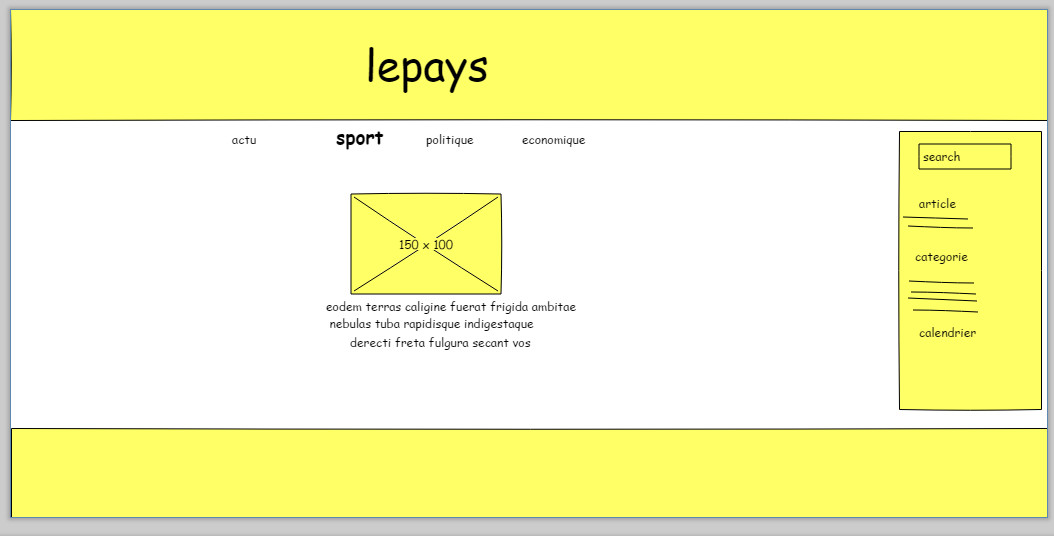 lepays
actu sport politique economique
search
article
categorie
calendrier
150 x 100
eodem terras caligine fuerat frigida ambitae
nebulas tuba rapidisque indigestaque
derecti freta fulgura secant vos